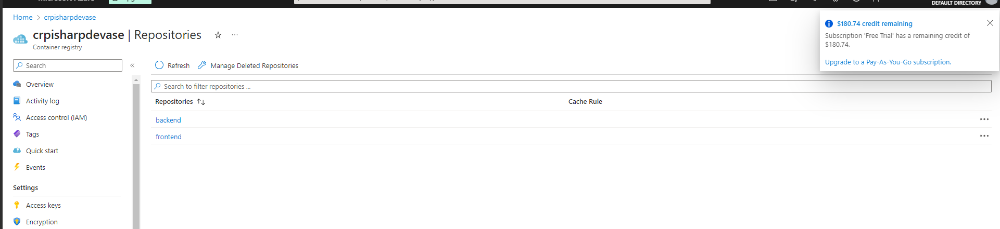 DEFAULT DIRECTORY
Home > crpisharpdevase
crpisharpdevase | Repositories
Container registry
$180.74 credit remaining
Subscription 'Free Trial' has a remaining credit of
$180.74.
Upgrade to a Pay-As-You-Go subscription.
Search
Refresh
Manage Deleted Repositories
Overview
Activity log
Access control (IAM)
Tags
Quick start
Events
Settings
Access keys
Encryption
Search to filter repositories ...
Repositories
Cache Rule
backend
frontend